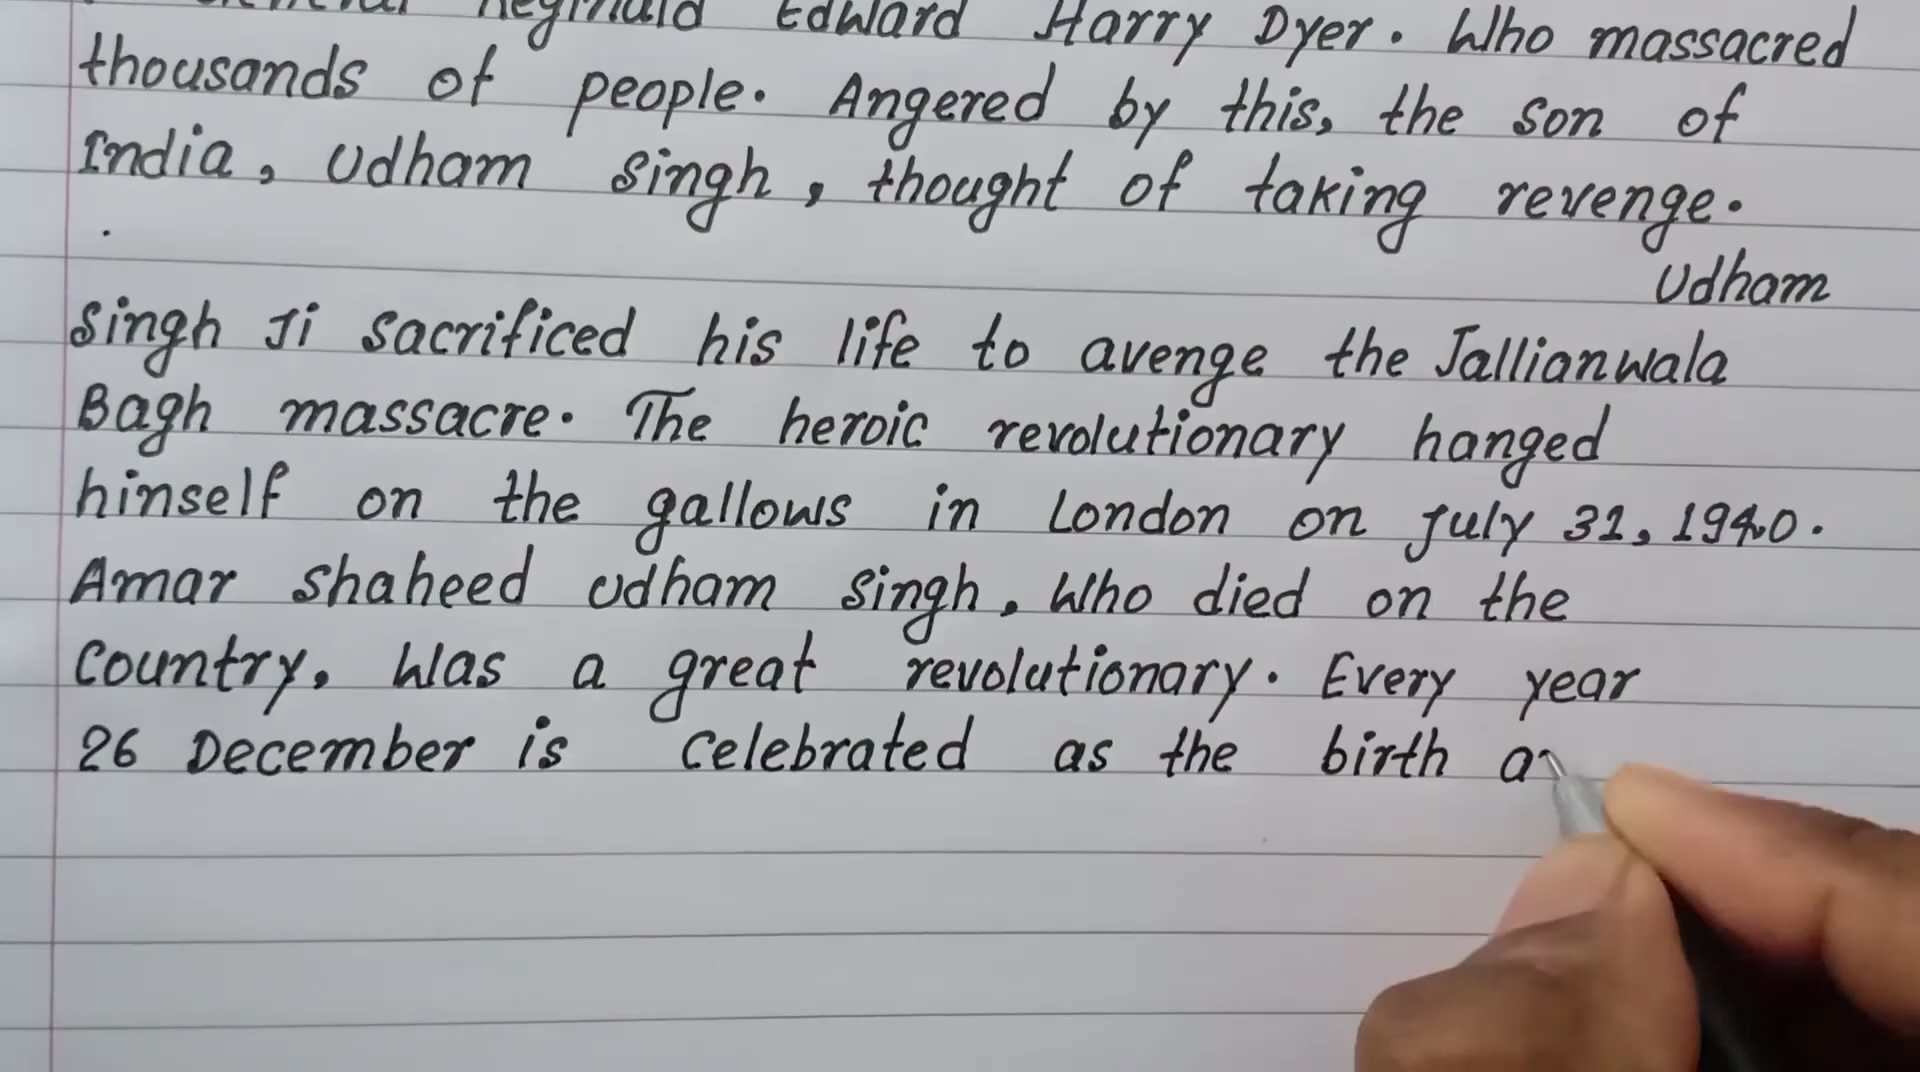 General Reginald Edward Harry Dyer. Who massacred
thousands of people. Angered by this, the son of
India, Udham Singh, thought of taking revenge.
Udham
Singh Ji sacrificed his life to avenge the Jallianwala
Bagh massacre. The heroic revolutionary hanged
hinself on the gallows in London on July 31, 1940.
Amar shaheed Udham Singh, Who died on the
Country, Was a great revolutionary. Every year
26 December is celebrated as the birth